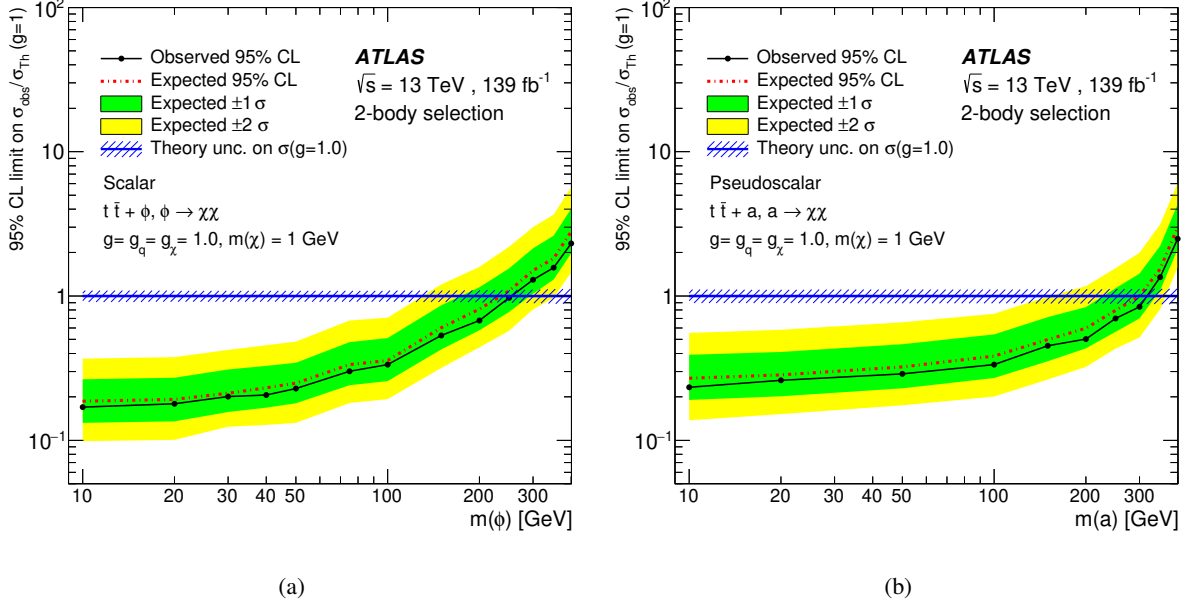 95% CL limit on σ_obs/σ_Th (g=1)
10²
10
1
10⁻¹
Observed 95% CL
Expected 95% CL
Expected ±1 σ
Expected ±2 σ
Theory unc. on σ(g=1.0)
ATLAS
√s = 13 TeV , 139 fb⁻¹
2-body selection
Scalar
t t̄ + ϕ, ϕ → χχ
g= g_q = g_χ = 1.0, m(χ) = 1 GeV
10 20 30 40 50 100 200 300
m(ϕ) [GeV]
(a)
95% CL limit on σ_obs/σ_Th (g=1)
10²
10
1
10⁻¹
Observed 95% CL
Expected 95% CL
Expected ±1 σ
Expected ±2 σ
Theory unc. on σ(g=1.0)
ATLAS
√s = 13 TeV , 139 fb⁻¹
2-body selection
Pseudoscalar
t t̄ + a, a → χχ
g= g_q = g_χ = 1.0, m(χ) = 1 GeV
10 20 30 40 50 100 200 300
m(a) [GeV]
(b)